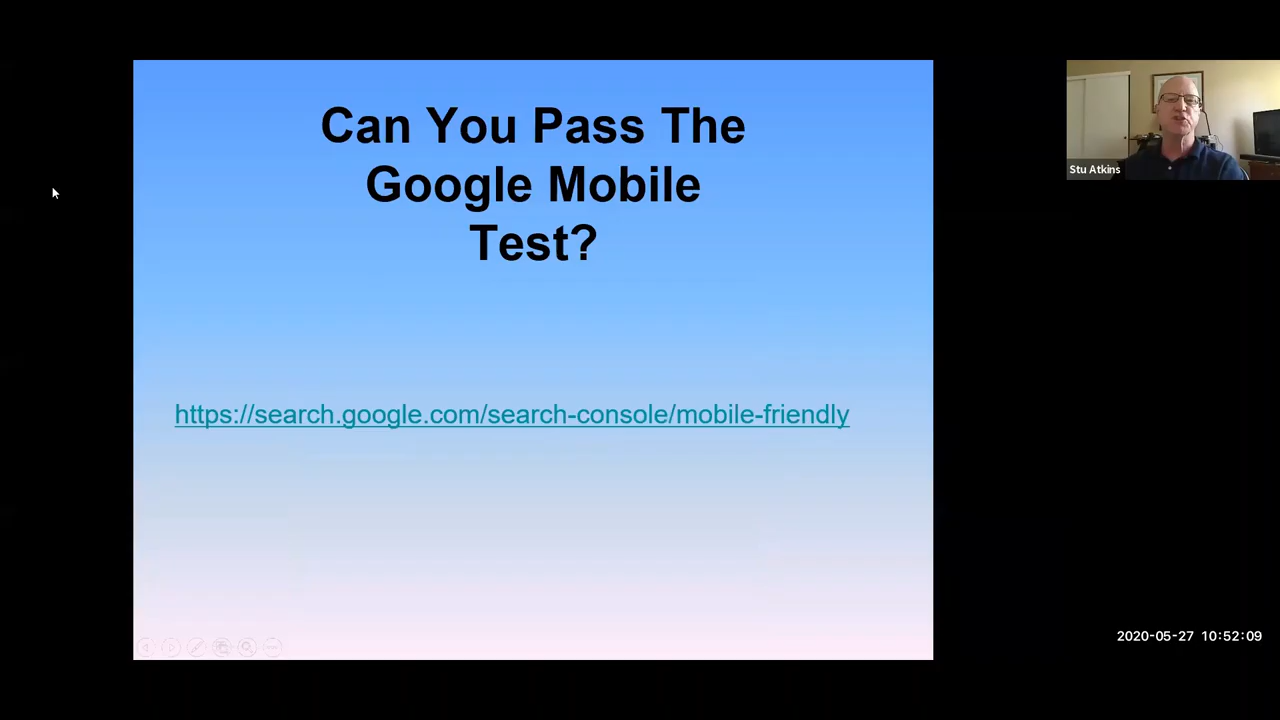 Can You Pass The
Google Mobile
Test?
https://search.google.com/search-console/mobile-friendly
Stu Atkins
2020-05-27 10:52:09